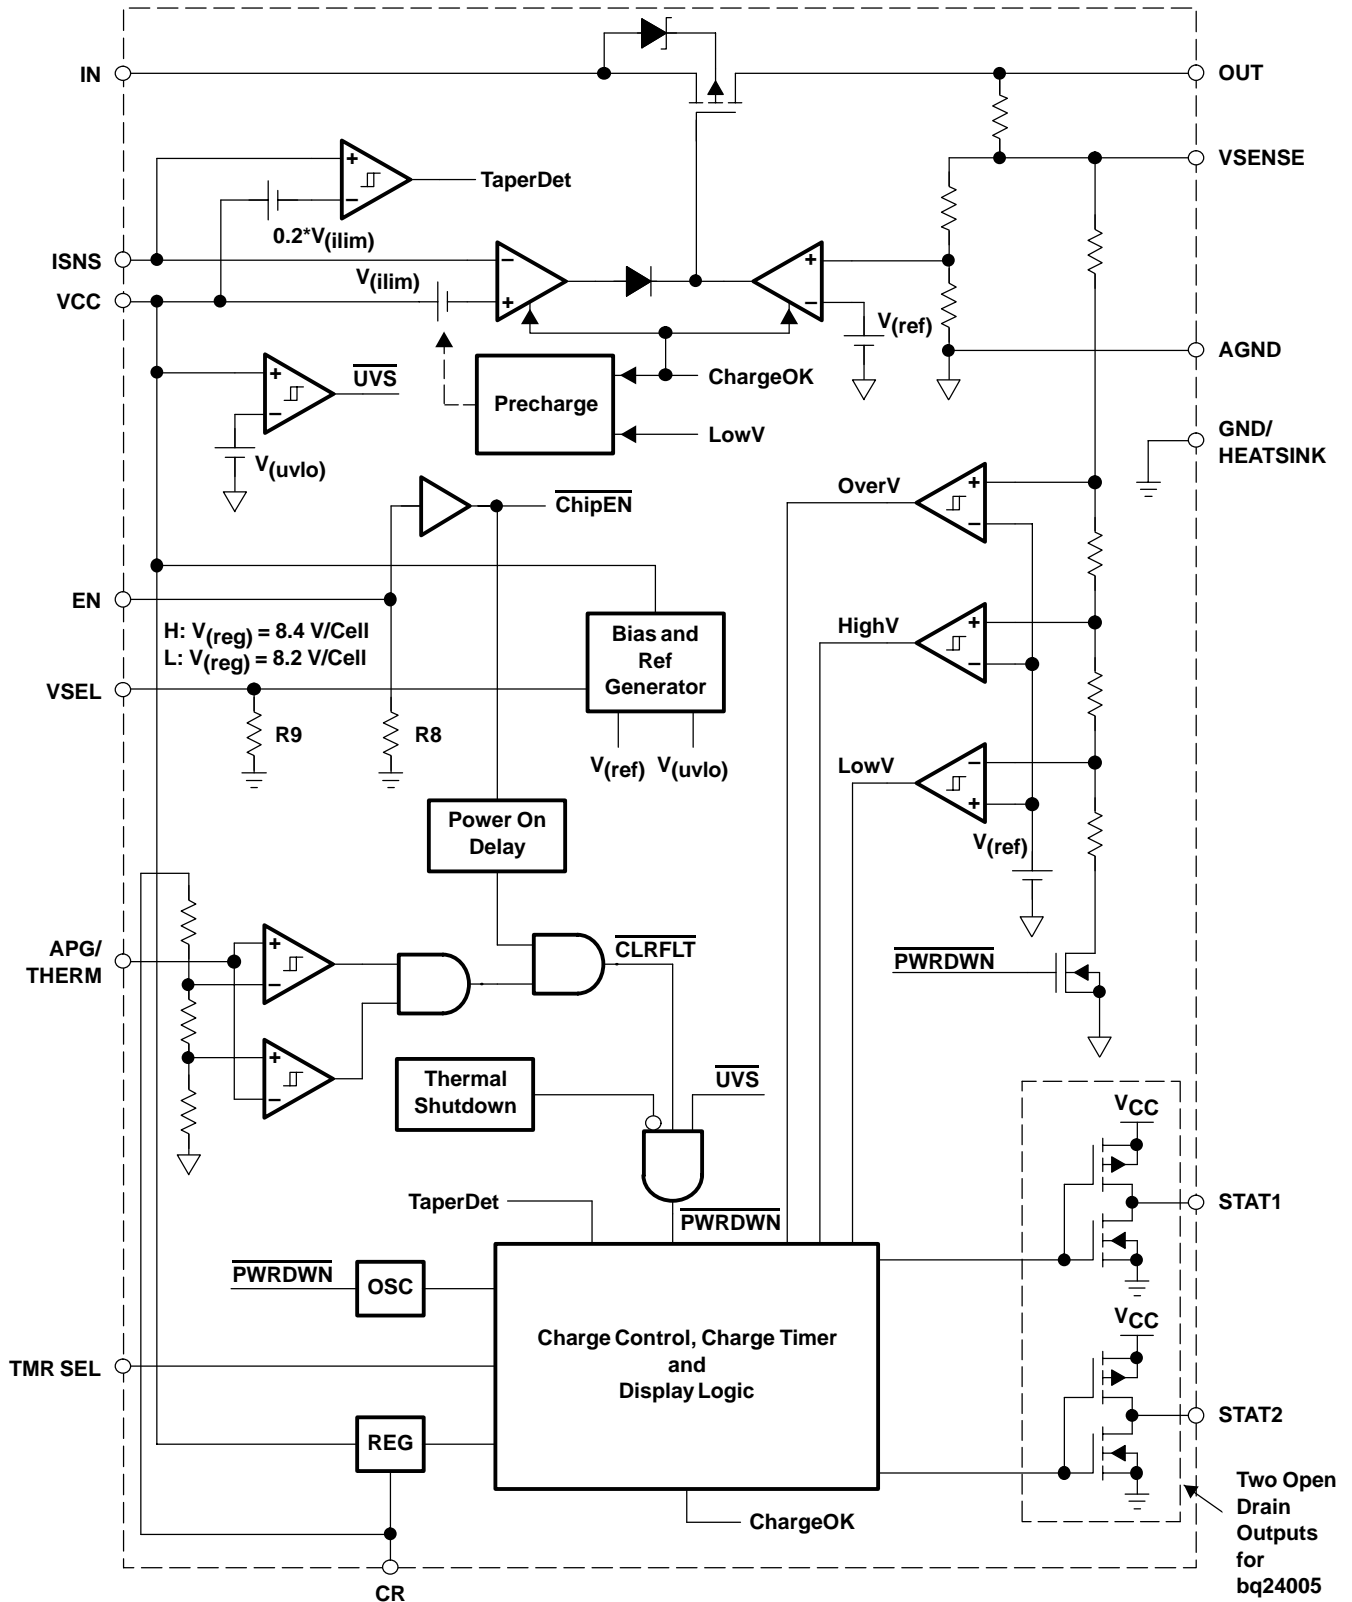 IN
OUT
VSENSE
+
−
TaperDet
0.2*V(ilim)
ISNS
VCC
V(ilim)
−
+
+
−
V(ref)
AGND
+
−
UVS
V(uvlo)
Precharge
ChargeOK
LowV
GND/
HEATSINK
ChipEN
OverV
+
−
EN
H: V(reg) = 8.4 V/Cell
L: V(reg) = 8.2 V/Cell
Bias and
Ref
Generator
HighV
+
−
VSEL
R9
R8
V(ref)
V(uvlo)
LowV
−
+
V(ref)
Power On
Delay
APG/
THERM
+
−
+
−
CLRFLT
PWRDWN
Thermal
Shutdown
UVS
VCC
STAT1
TaperDet
PWRDWN
PWRDWN
OSC
VCC
Charge Control, Charge Timer
and
Display Logic
TMR SEL
STAT2
REG
Two Open
Drain
Outputs
for
bq24005
ChargeOK
CR